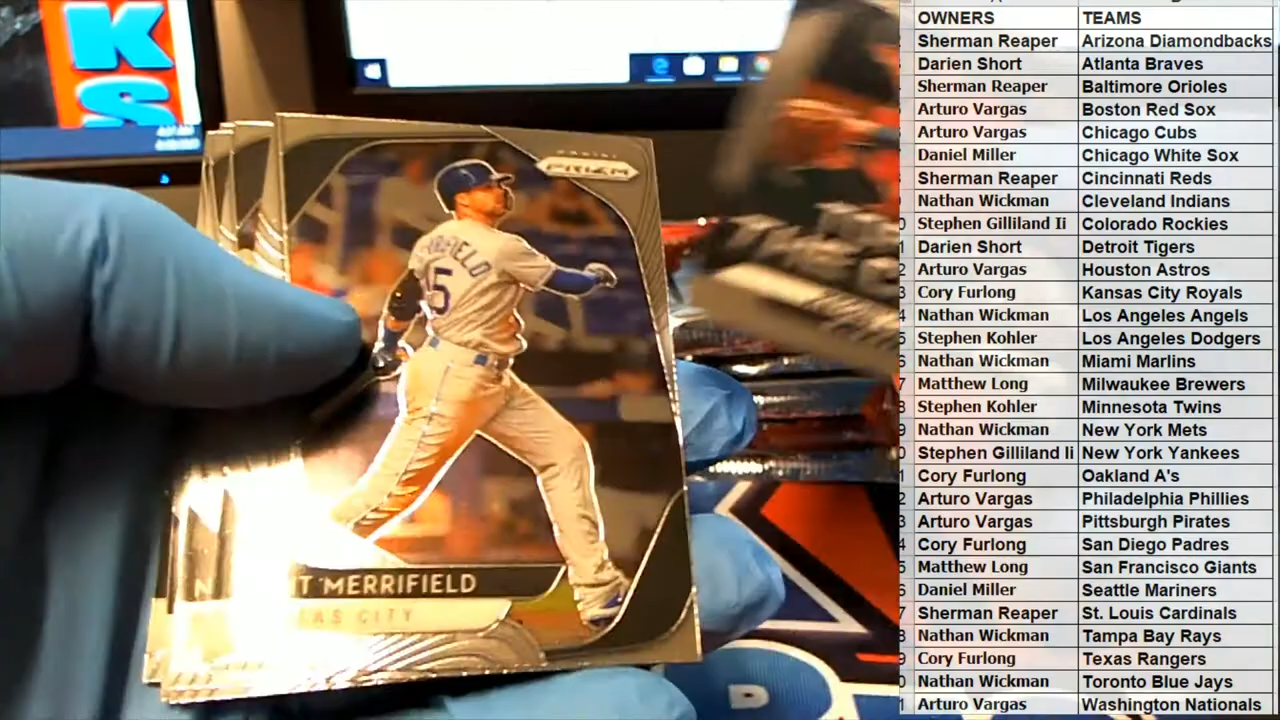 K
S
PANINI
PRIZM
5
T MERRIFIELD
AS CITY
D
OWNERS TEAMS
Sherman Reaper Arizona Diamondbacks
Darien Short Atlanta Braves
Sherman Reaper Baltimore Orioles
Arturo Vargas Boston Red Sox
Arturo Vargas Chicago Cubs
Daniel Miller Chicago White Sox
Sherman Reaper Cincinnati Reds
Nathan Wickman Cleveland Indians
Stephen Gilliland Ii Colorado Rockies
Darien Short Detroit Tigers
Arturo Vargas Houston Astros
Cory Furlong Kansas City Royals
Nathan Wickman Los Angeles Angels
Stephen Kohler Los Angeles Dodgers
Nathan Wickman Miami Marlins
Matthew Long Milwaukee Brewers
Stephen Kohler Minnesota Twins
Nathan Wickman New York Mets
Stephen Gilliland Ii New York Yankees
Cory Furlong Oakland A's
Arturo Vargas Philadelphia Phillies
Arturo Vargas Pittsburgh Pirates
Cory Furlong San Diego Padres
Matthew Long San Francisco Giants
Daniel Miller Seattle Mariners
Sherman Reaper St. Louis Cardinals
Nathan Wickman Tampa Bay Rays
Cory Furlong Texas Rangers
Nathan Wickman Toronto Blue Jays
Arturo Vargas Washington Nationals